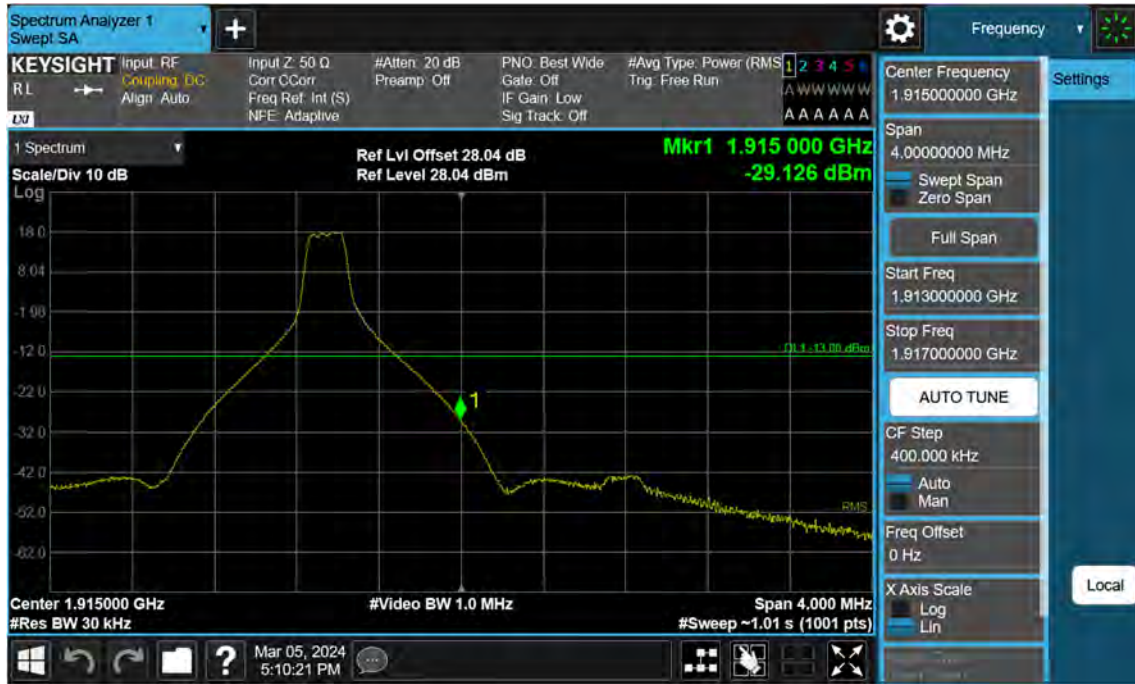 Spectrum Analyzer 1
Swept SA
Frequency
KEYSIGHT
RL
LXI
Input: RF
Coupling: DC
Align: Auto
Input Z: 50 Ω
Corr CCorr
Freq Ref: Int (S)
NFE: Adaptive
#Atten: 20 dB
Preamp: Off
PNO: Best Wide
Gate: Off
IF Gain: Low
Sig Track: Off
#Avg Type: Power (RMS
Trig: Free Run
1 2 3 4 5 6
A W W W W W
A A A A A A
1 Spectrum
Scale/Div 10 dB
Ref Lvl Offset 28.04 dB
Ref Level 28.04 dBm
Mkr1 1.915 000 GHz
-29.126 dBm
Log
18.0
8.04
-1.96
-12.0
-22.0
-32.0
-42.0
-52.0
-62.0
DL1 -13.00 dBm
1
RMS
Center 1.915000 GHz
#Res BW 30 kHz
#Video BW 1.0 MHz
Span 4.000 MHz
#Sweep ~1.01 s (1001 pts)
Center Frequency
1.915000000 GHz
Settings
Span
4.00000000 MHz
Swept Span
Zero Span
Full Span
Start Freq
1.913000000 GHz
Stop Freq
1.917000000 GHz
AUTO TUNE
CF Step
400.000 kHz
Auto
Man
Freq Offset
0 Hz
X Axis Scale
Log
Lin
Local
?
Mar 05, 2024
5:10:21 PM